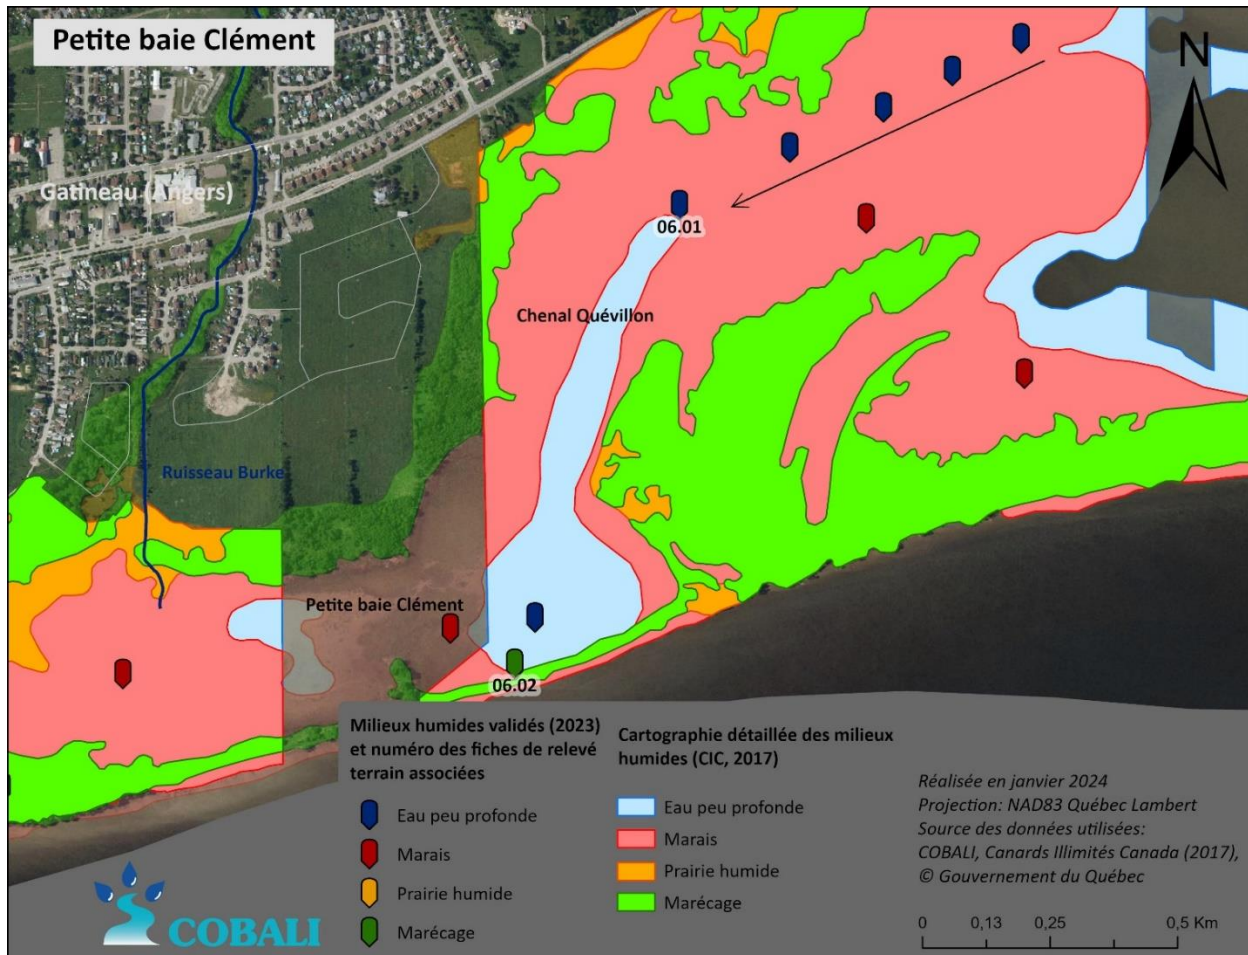 Petite baie Clément
N
Gatineau (Angers)
06.01
Chenal Quévillon
Ruisseau Burke
Petite baie Clément
06.02
Milieux humides validés (2023)
et numéro des fiches de relevé
terrain associées
Eau peu profonde
Marais
Prairie humide
Marécage
Cartographie détaillée des milieux
humides (CIC, 2017)
Eau peu profonde
Marais
Prairie humide
Marécage
Réalisée en janvier 2024
Projection: NAD83 Québec Lambert
Source des données utilisées:
COBALI, Canards Illimités Canada (2017),
© Gouvernement du Québec
0 0,13 0,25 0,5 Km
COBALI